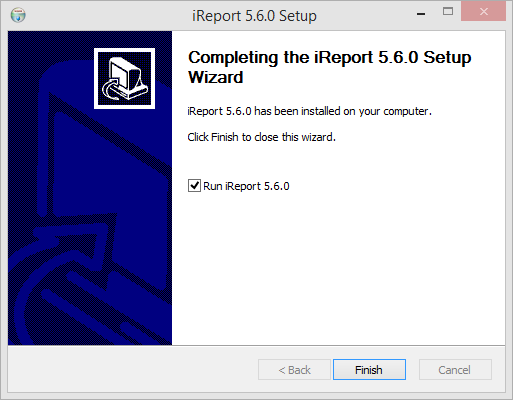 iReport 5.6.0 Setup
Completing the iReport 5.6.0 Setup
Wizard
iReport 5.6.0 has been installed on your computer.
Click Finish to close this wizard.
Run iReport 5.6.0
< Back
Finish
Cancel